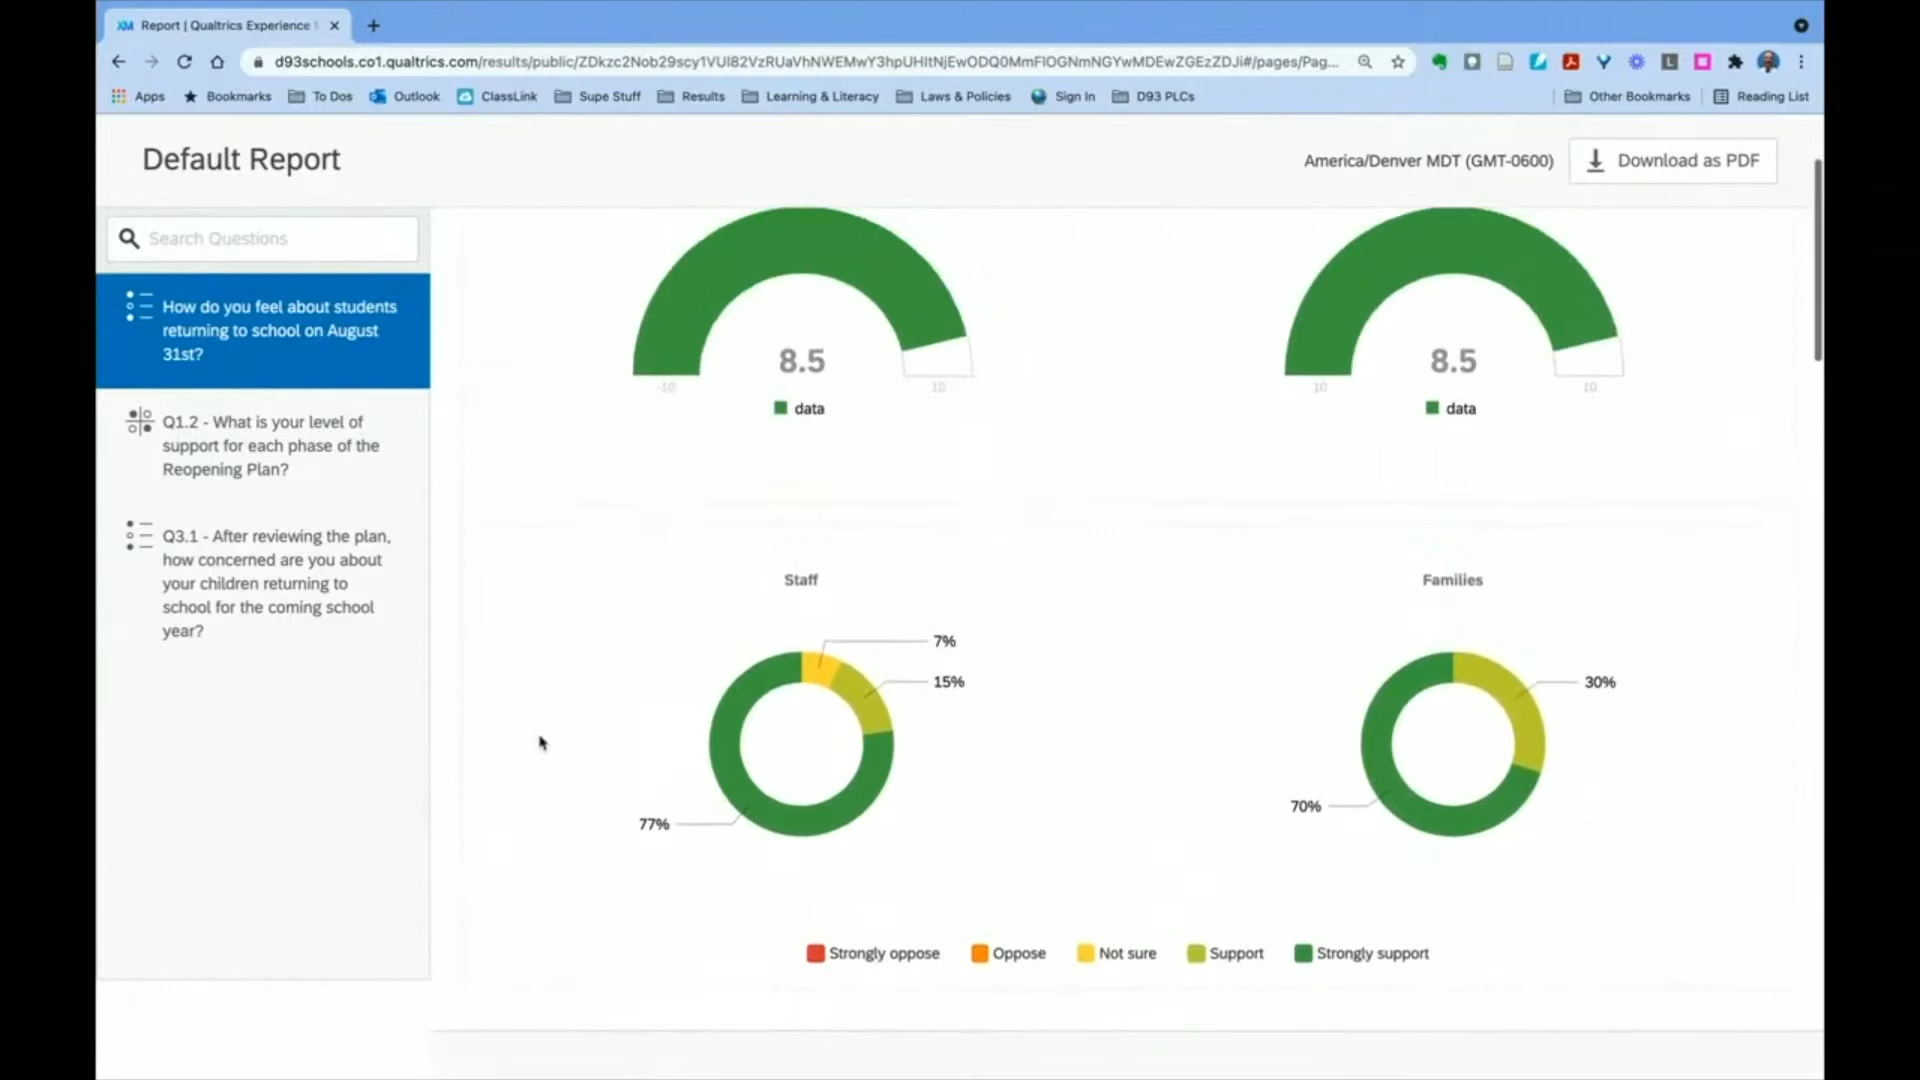 Report | Qualtrics Experience
d93schools.co1.qualtrics.com/results/public/
Apps Bookmarks To Dos Outlook ClassLink Supe Stuff Results Learning & Literacy Laws & Policies Sign In D93 PLCs Other Bookmarks Reading List
Default Report
America/Denver MDT (GMT-0600) Download as PDF
Search Questions
How do you feel about students
returning to school on August
31st?
Q1.2 - What is your level of
support for each phase of the
Reopening Plan?
Q3.1 - After reviewing the plan,
how concerned are you about
your children returning to
school for the coming school
year?
8.5
-10 10
data
8.5
10 10
data
Staff
7%
15%
77%
Families
30%
70%
Strongly oppose Oppose Not sure Support Strongly support